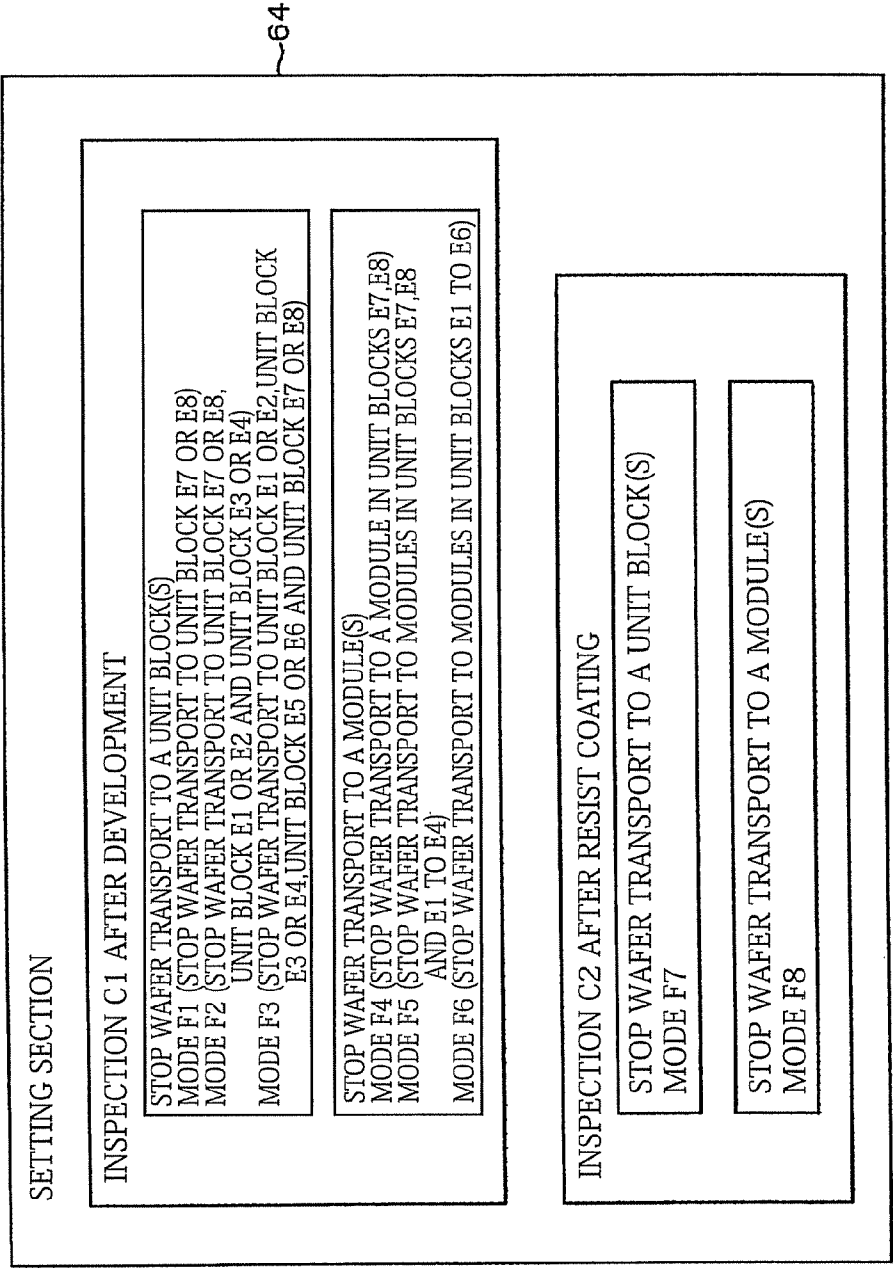 SETTING SECTION
INSPECTION C1 AFTER DEVELOPMENT
STOP WAFER TRANSPORT TO A UNIT BLOCK(S)
MODE F1 (STOP WAFER TRANSPORT TO UNIT BLOCK E7 OR E8)
MODE F2 (STOP WAFER TRANSPORT TO UNIT BLOCK E7 OR E8,
UNIT BLOCK E1 OR E2 AND UNIT BLOCK E3 OR E4)
MODE F3 (STOP WAFER TRANSPORT TO UNIT BLOCK E1 OR E2,UNIT BLOCK
E3 OR E4,UNIT BLOCK E5 OR E6 AND UNIT BLOCK E7 OR E8)
STOP WAFER TRANSPORT TO A MODULE(S)
MODE F4 (STOP WAFER TRANSPORT TO A MODULE IN UNIT BLOCKS E7,E8)
MODE F5 (STOP WAFER TRANSPORT TO MODULES IN UNIT BLOCKS E7,E8
AND E1 TO E4)
MODE F6 (STOP WAFER TRANSPORT TO MODULES IN UNIT BLOCKS E1 TO E6)
INSPECTION C2 AFTER RESIST COATING
STOP WAFER TRANSPORT TO A UNIT BLOCK(S)
MODE F7
STOP WAFER TRANSPORT TO A MODULE(S)
MODE F8
64